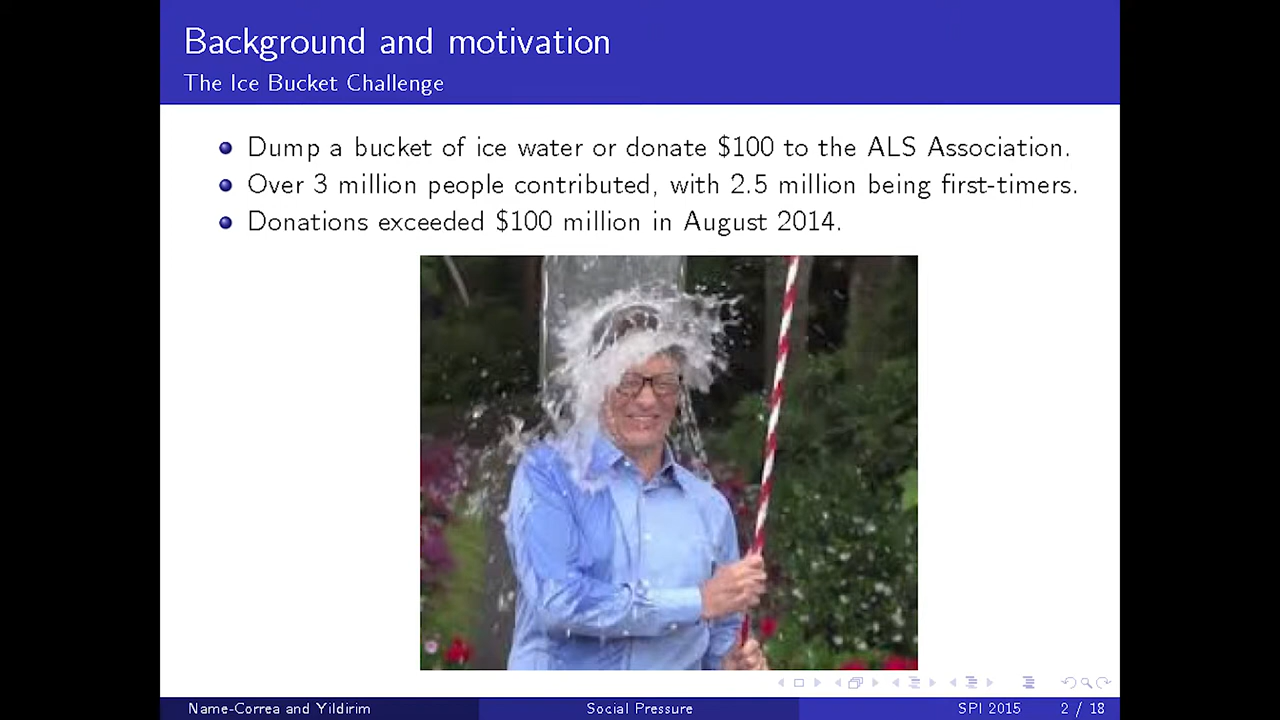 Background and motivation
The Ice Bucket Challenge
Dump a bucket of ice water or donate $100 to the ALS Association.
Over 3 million people contributed, with 2.5 million being first-timers.
Donations exceeded $100 million in August 2014.
Name-Correa and Yildirim Social Pressure SPI 2015 2 / 18